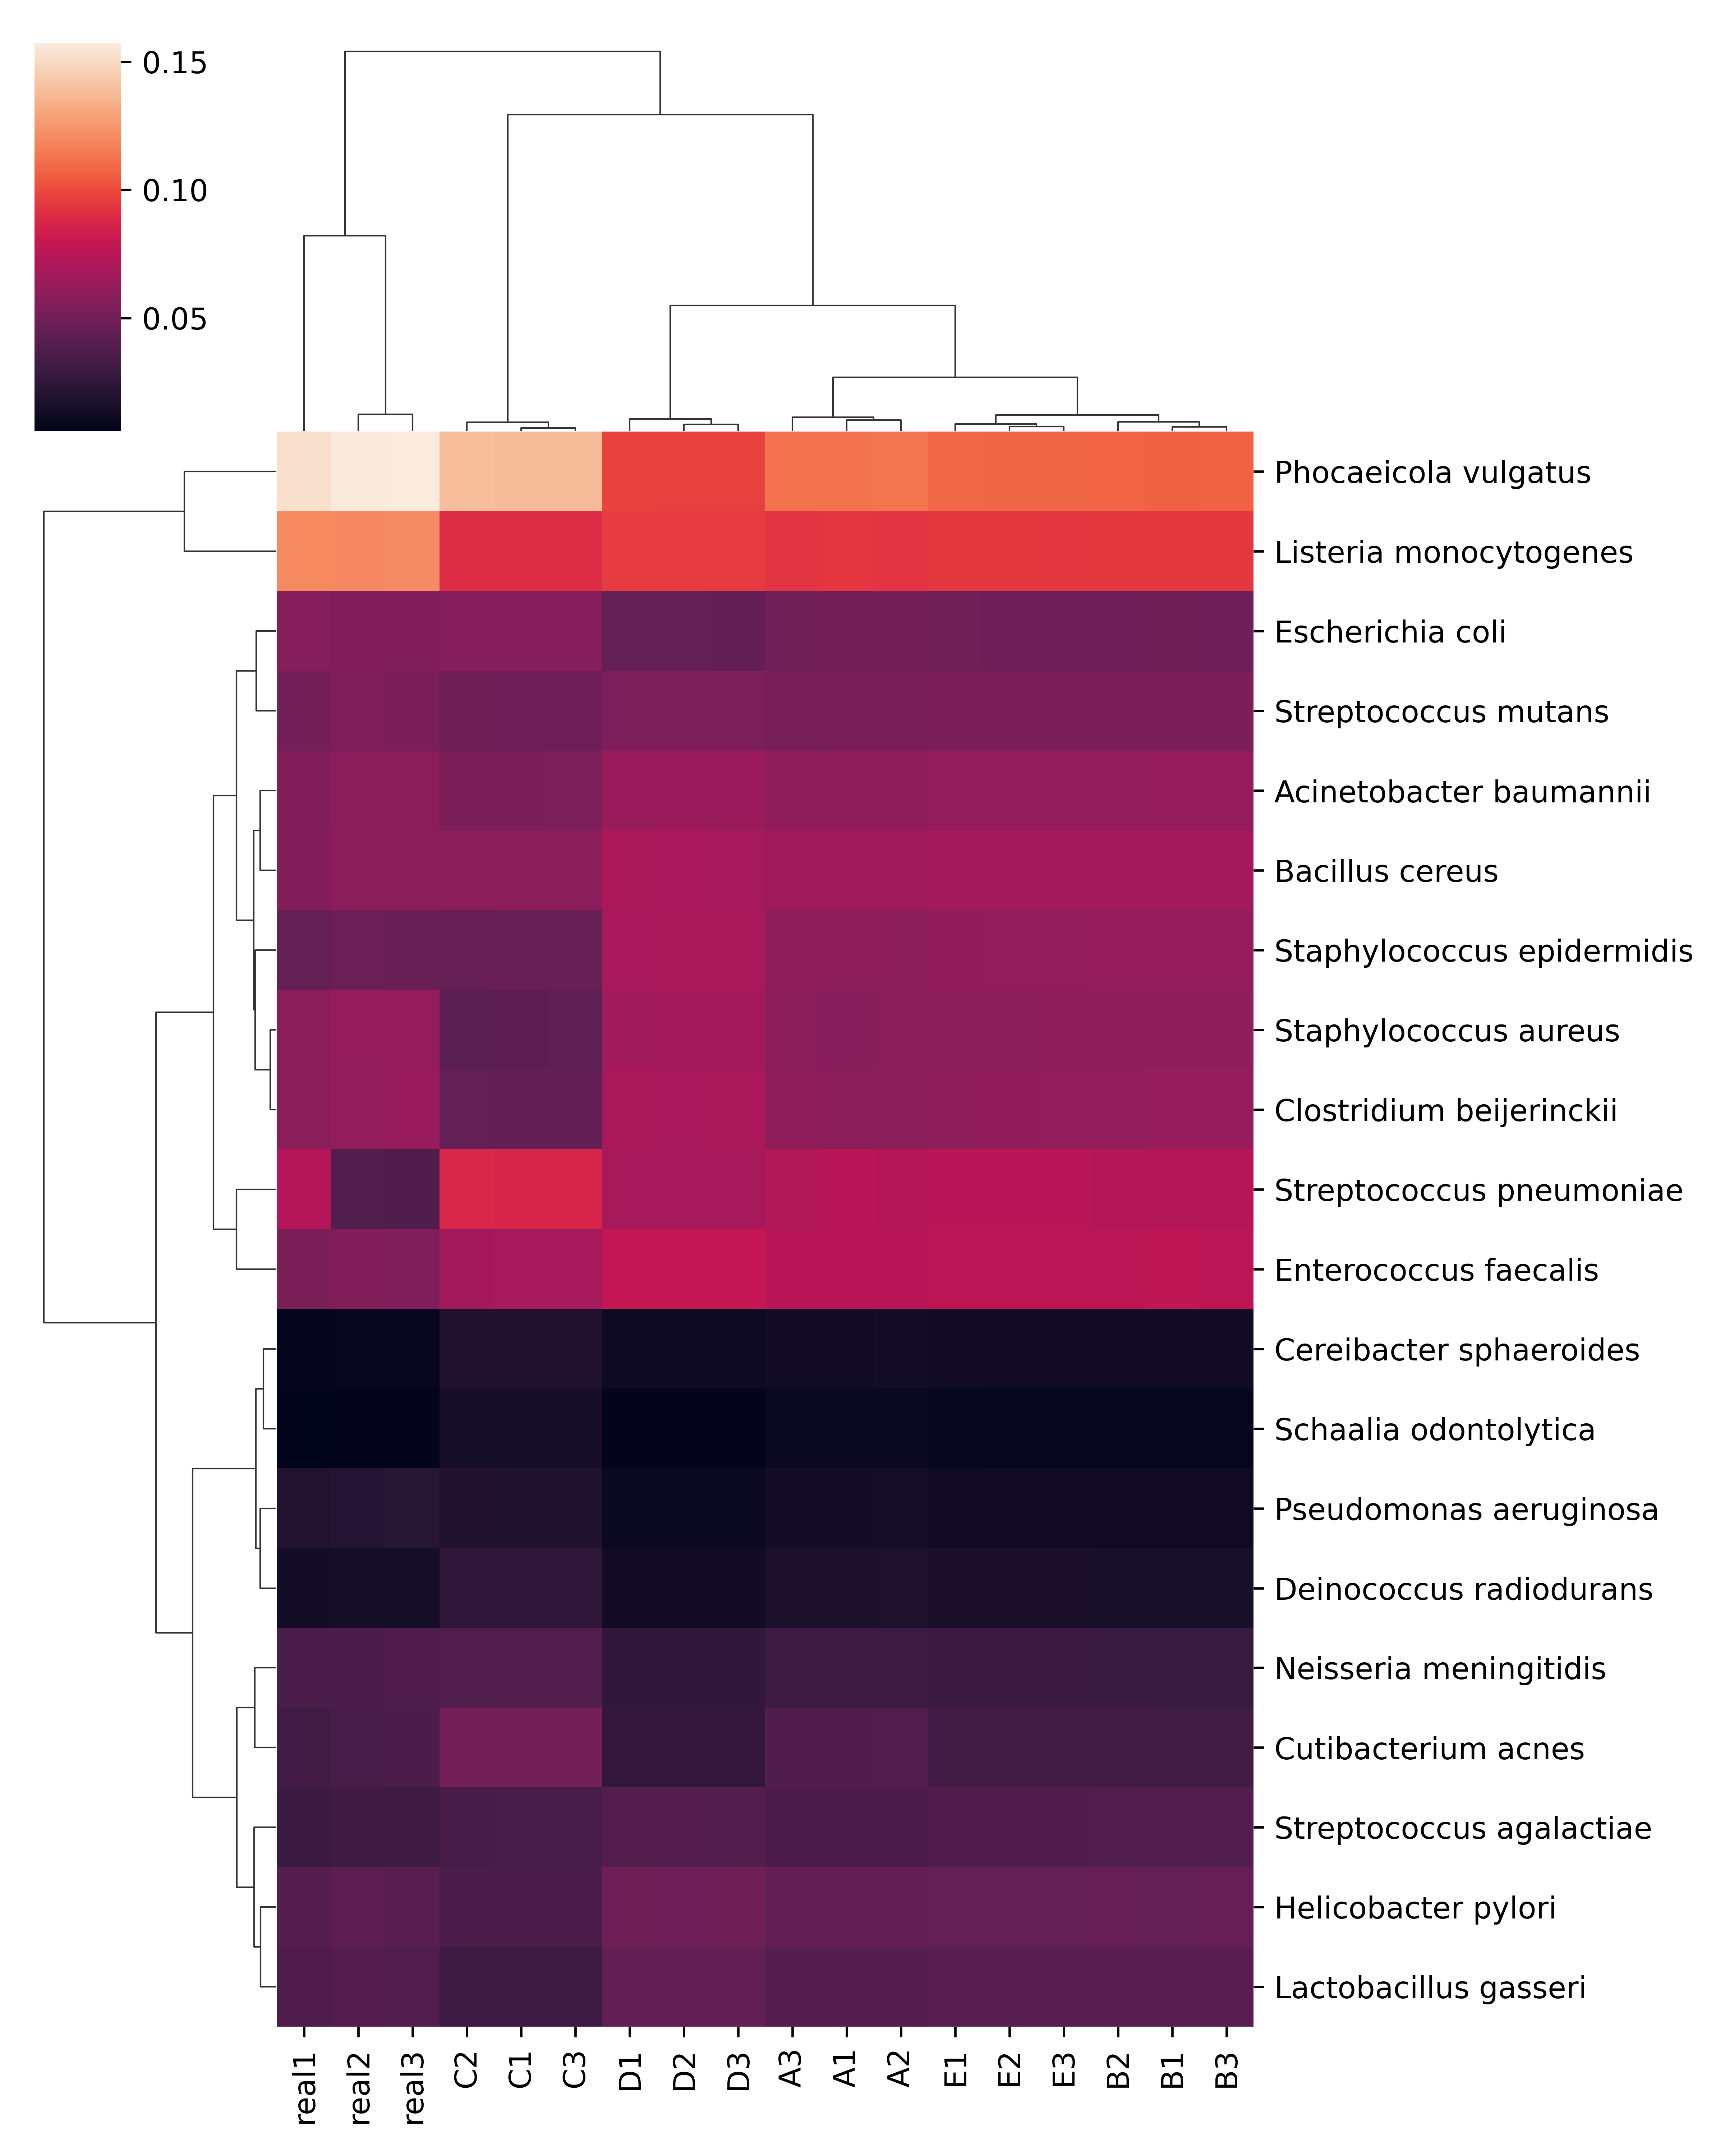 0.15
0.10
0.05
Phocaeicola vulgatus
Listeria monocytogenes
Escherichia coli
Streptococcus mutans
Acinetobacter baumannii
Bacillus cereus
Staphylococcus epidermidis
Staphylococcus aureus
Clostridium beijerinckii
Streptococcus pneumoniae
Enterococcus faecalis
Cereibacter sphaeroides
Schaalia odontolytica
Pseudomonas aeruginosa
Deinococcus radiodurans
Neisseria meningitidis
Cutibacterium acnes
Streptococcus agalactiae
Helicobacter pylori
Lactobacillus gasseri
real1
real2
real3
C2
C1
C3
D1
D2
D3
A3
A1
A2
E1
E2
E3
B2
B1
B3